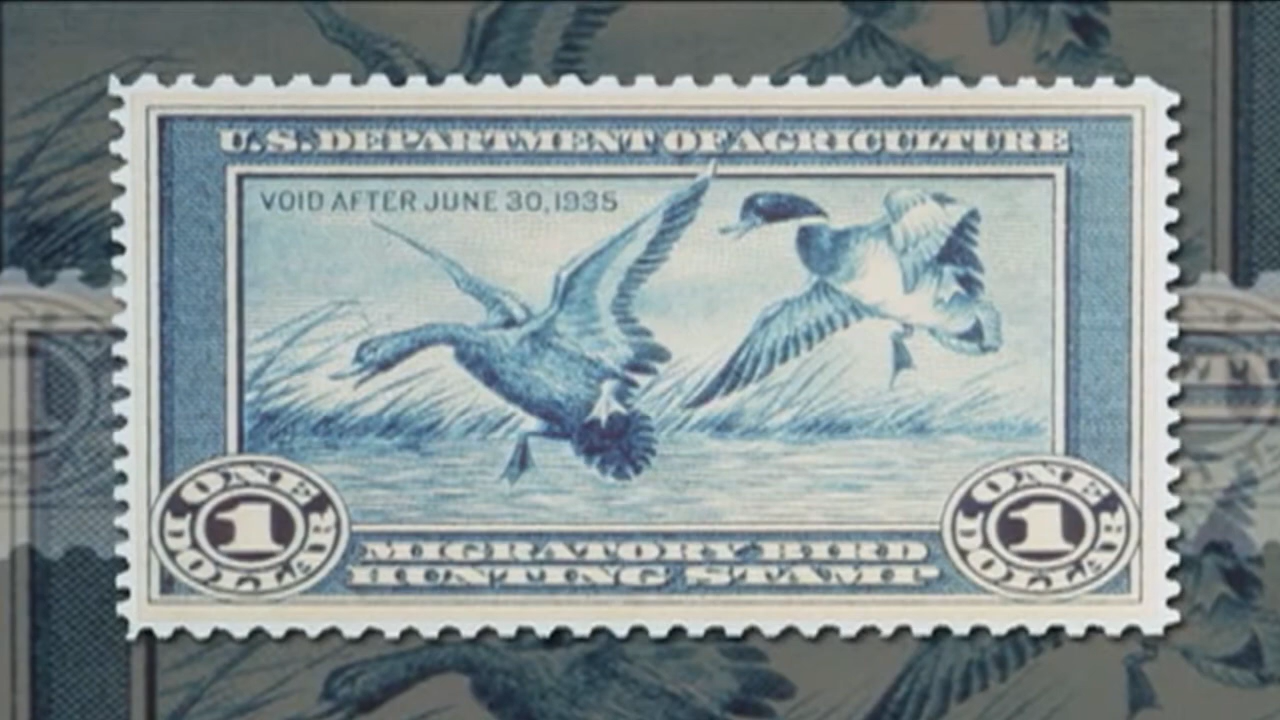 U.S. DEPARTMENT OF AGRICULTURE
VOID AFTER JUNE 30, 1935
ONE
1
DOLLAR
ONE
1
DOLLAR
MIGRATORY BIRD
HUNTING STAMP